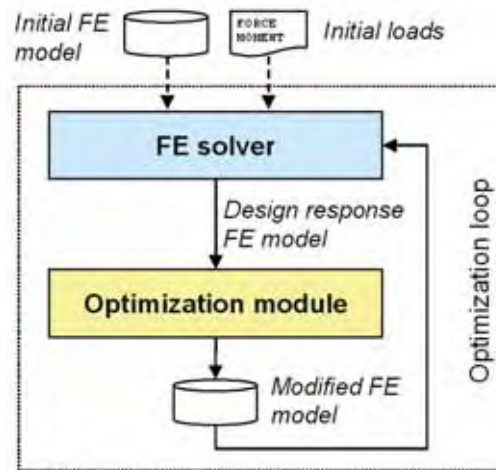 Initial FE
model
FORCE
MOMENT
Initial loads
FE solver
Design response
FE model
Optimization module
Modified FE
model
Optimization loop